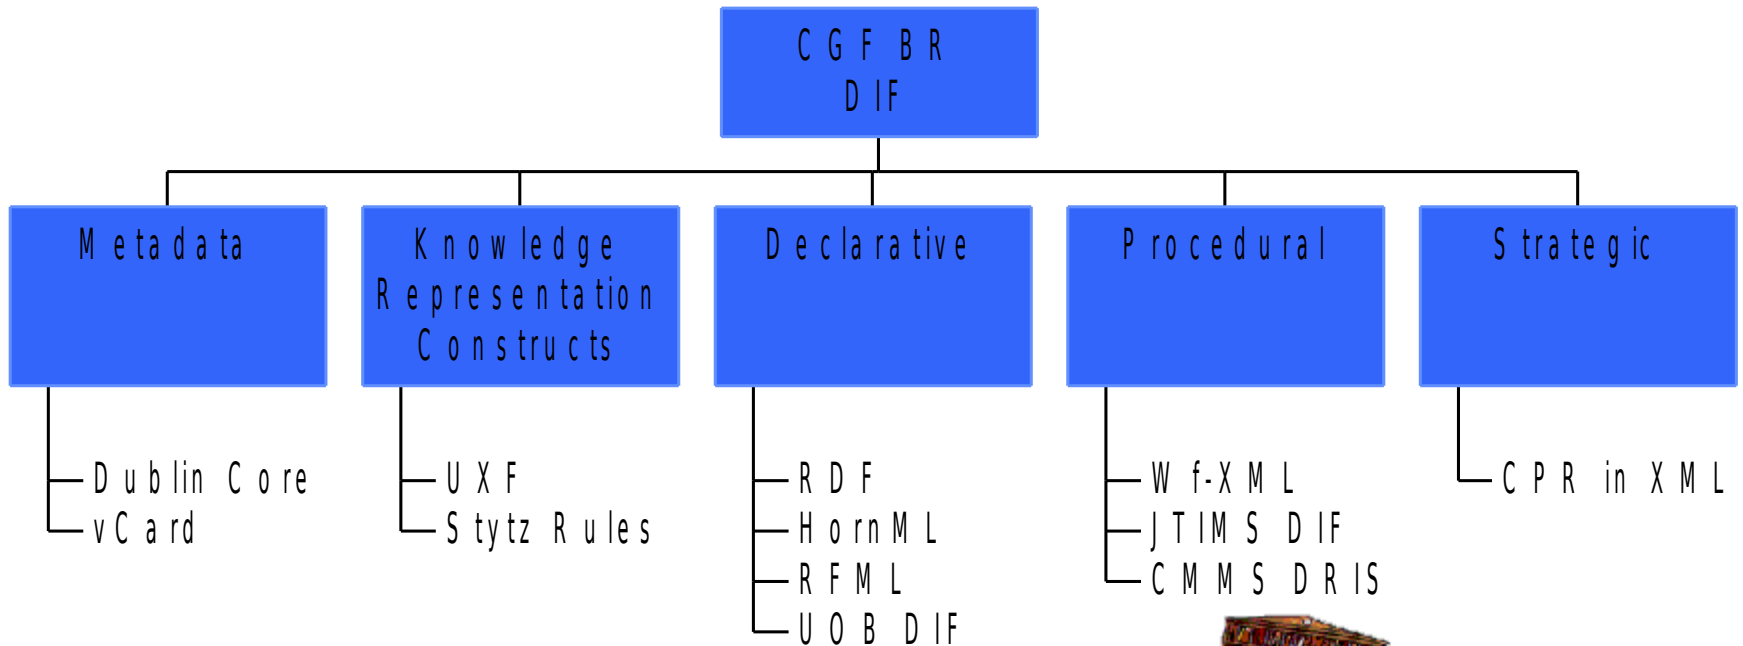 CGF BR
DIF
Metadata
Knowledge
Representation
Constructs
Declarative
Procedural
Strategic
Dublin Core
vCard
UXF
Stytz Rules
RDF
HornML
RFML
UOB DIF
Wf-XML
JTIMS DIF
CMMS DRIS
CPR in XML